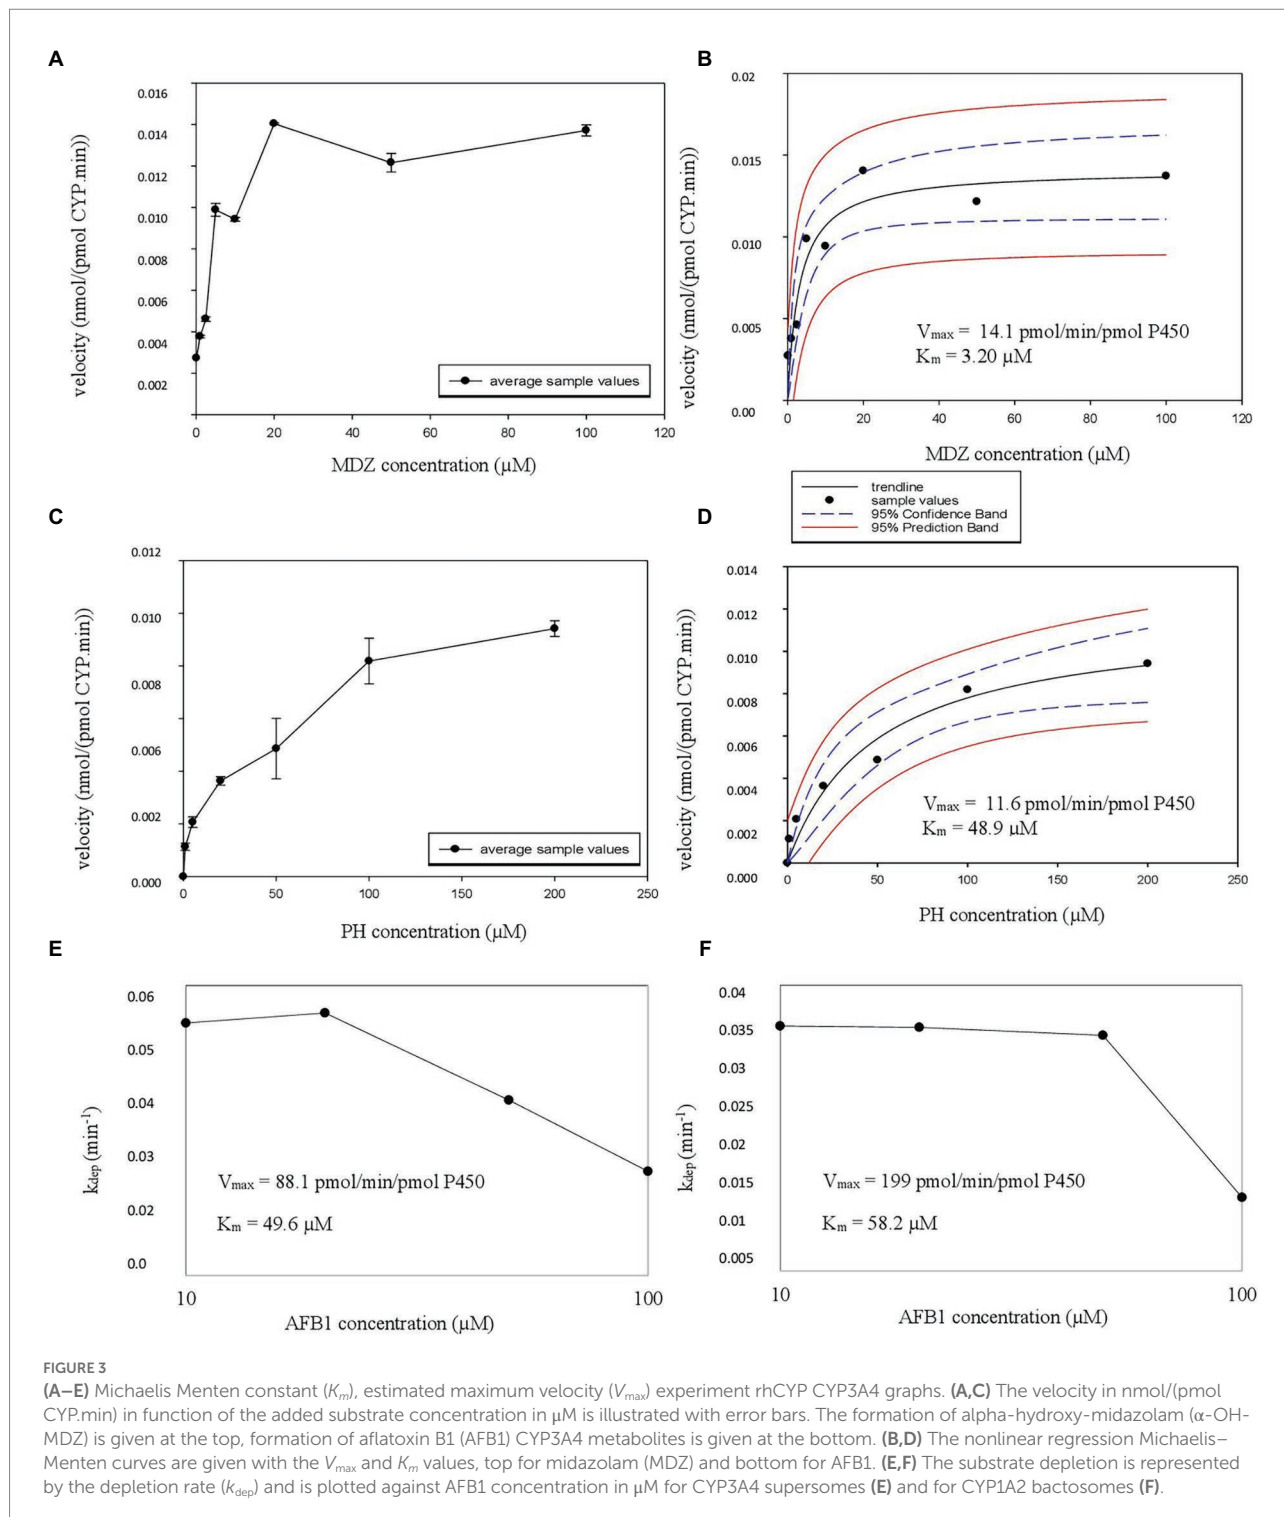 A
0.016
0.014
0.012
0.010
0.008
0.006
0.004
0.002
velocity (nmol/(pmol CYP.min))
average sample values
0 20 40 60 80 100 120
MDZ concentration (µM)
B
0.02
0.015
0.010
0.005
0.00
velocity (nmol/(pmol CYP.min))
Vmax = 14.1 pmol/min/pmol P450
Km = 3.20 µM
0 20 40 60 80 100 120
MDZ concentration (µM)
trendline
sample values
95% Confidence Band
95% Prediction Band
C
0.012
0.010
0.008
0.006
0.004
0.002
0.000
velocity (nmol/(pmol CYP.min))
average sample values
0 50 100 150 200 250
PH concentration (µM)
D
0.014
0.012
0.010
0.008
0.006
0.004
0.002
0.000
velocity (nmol/(pmol CYP.min))
Vmax = 11.6 pmol/min/pmol P450
Km = 48.9 µM
0 50 100 150 200 250
PH concentration (µM)
E
0.06
0.05
0.04
0.03
0.02
0.0
kdep (min-1)
Vmax = 88.1 pmol/min/pmol P450
Km = 49.6 µM
10 100
AFB1 concentration (µM)
F
0.04
0.035
0.03
0.025
0.02
0.015
0.01
0.005
kdep (min-1)
Vmax = 199 pmol/min/pmol P450
Km = 58.2 µM
10 100
AFB1 concentration (µM)
FIGURE 3
(A–E) Michaelis Menten constant (Km), estimated maximum velocity (Vmax) experiment rhCYP CYP3A4 graphs. (A,C) The velocity in nmol/(pmol
CYP.min) in function of the added substrate concentration in µM is illustrated with error bars. The formation of alpha-hydroxy-midazolam (α-OH-
MDZ) is given at the top, formation of aflatoxin B1 (AFB1) CYP3A4 metabolites is given at the bottom. (B,D) The nonlinear regression Michaelis–
Menten curves are given with the Vmax and Km values, top for midazolam (MDZ) and bottom for AFB1. (E,F) The substrate depletion is represented
by the depletion rate (kdep) and is plotted against AFB1 concentration in µM for CYP3A4 supersomes (E) and for CYP1A2 bactosomes (F).